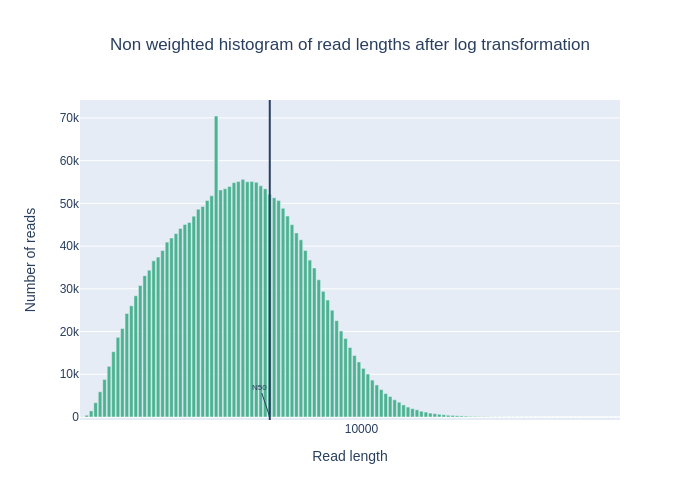 Non weighted histogram of read lengths after log transformation
Number of reads
70k
60k
50k
40k
30k
20k
10k
0
N50
10000
Read length